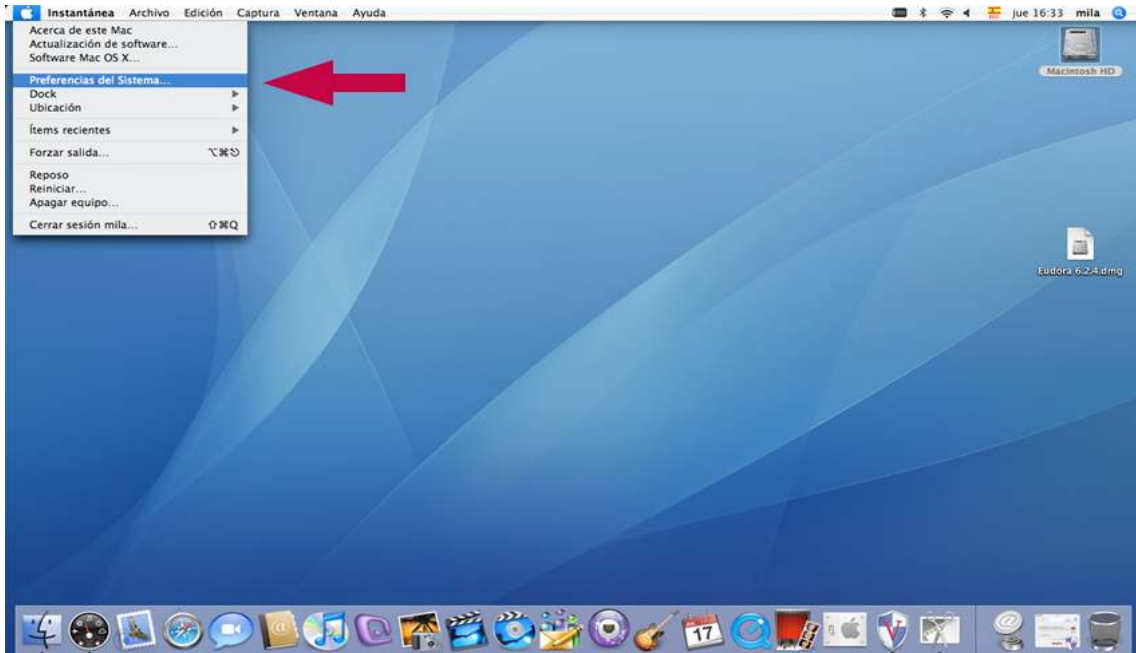 Instantánea Archivo Edición Captura Ventana Ayuda jue 16:33 mila
Acerca de este Mac
Actualización de software...
Software Mac OS X...
Preferencias del Sistema...
Dock
Ubicación
Ítems recientes
Forzar salida... ⌥⌘⎋
Reposo
Reiniciar...
Apagar equipo...
Cerrar sesión mila... ⇧⌘Q
Macintosh HD
Eudora 6.2.4.dmg
17